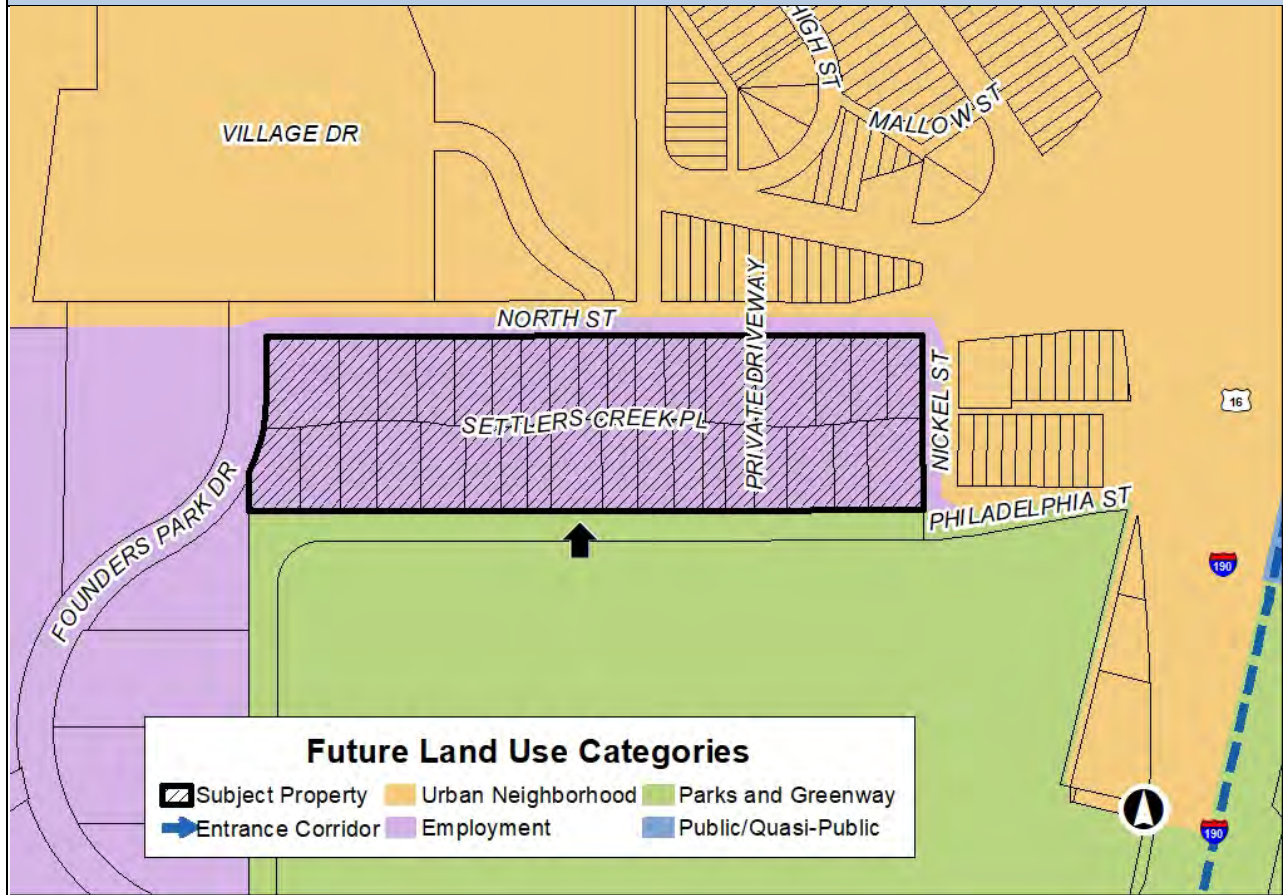 HIGH ST
MALLOW ST
VILLAGE DR
NORTH ST
PRIVATE DRIVEWAY
SETTLERS CREEK PL
NICKEL ST
16
FOUNDERS PARK DR
PHILADELPHIA ST
190
Future Land Use Categories
Subject Property Urban Neighborhood Parks and Greenway
Entrance Corridor Employment Public/Quasi-Public
190